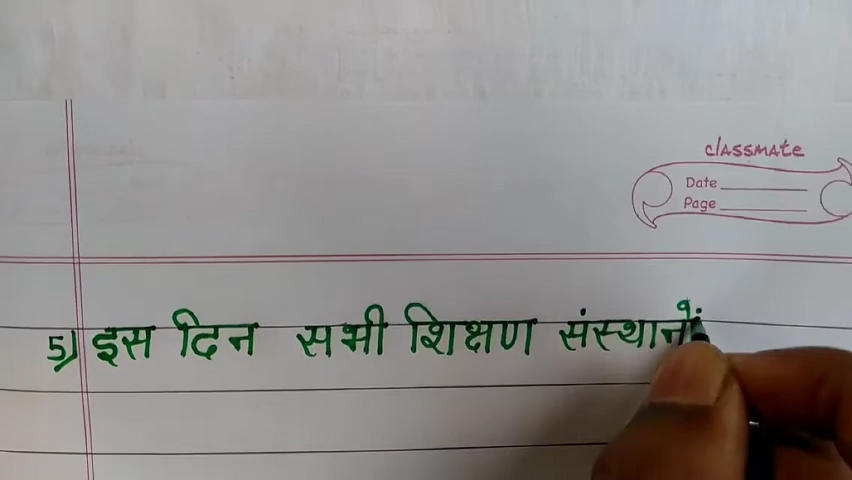 classmate
Date
Page
5) इस दिन सभी शिक्षण संस्थानों